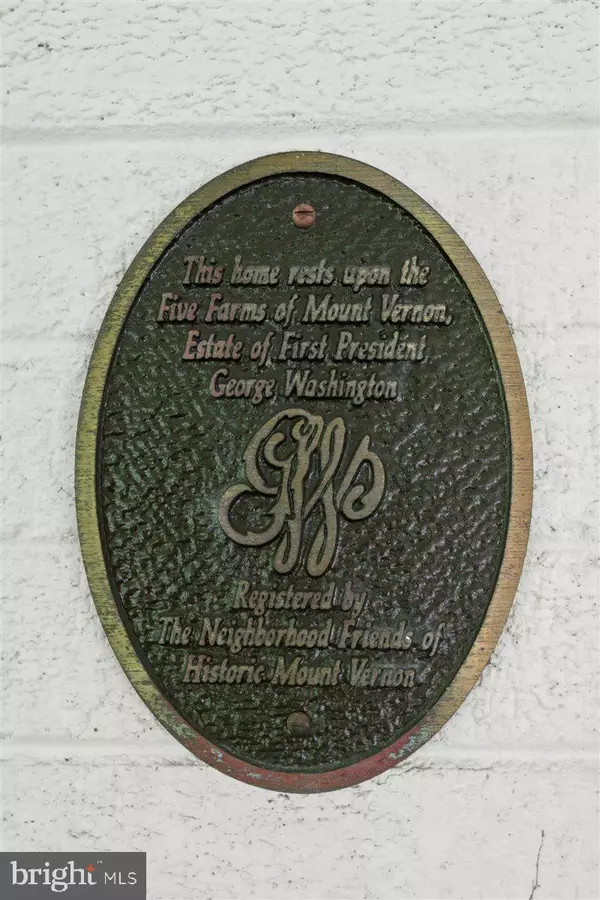 This home rests upon the
Five Farms of Mount Vernon,
Estate of First President
George Washington
Registered by
The Neighborhood Friends of
Historic Mount Vernon
bright MLS